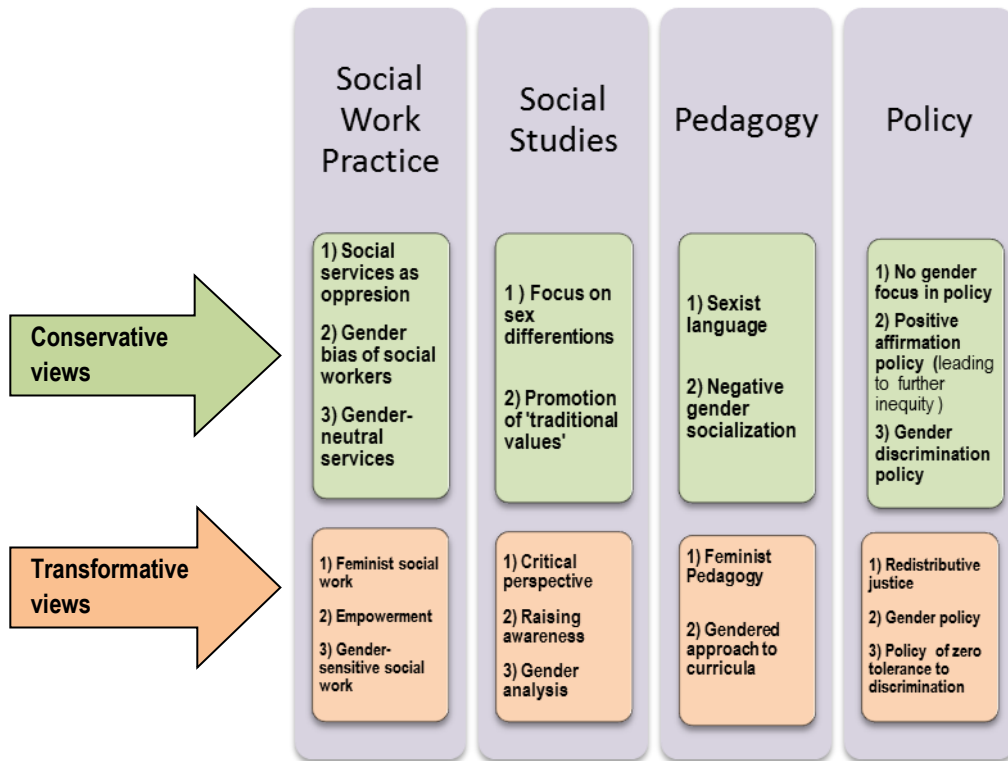 Social
Work
Practice
Social
Studies
Pedagogy
Policy
Conservative
views
1) Social
services as
oppresion
2) Gender
bias of social
workers
3) Gender-
neutral
services
1 ) Focus on
sex
differentions
2) Promotion
of 'traditional
values'
1) Sexist
language
2) Negative
gender
socialization
1) No gender
focus in policy
2) Positive
affirmation
policy (leading
to further
inequity )
3) Gender
discrimination
policy
Transformative
views
1) Feminist social
work
2) Empowerment
3) Gender-
sensitive social
work
1) Critical
perspective
2) Raising
awareness
3) Gender
analysis
1) Feminist
Pedagogy
2) Gendered
approach to
curricula
1) Redistributive
justice
2) Gender policy
3) Policy of zero
tolerance to
discrimination